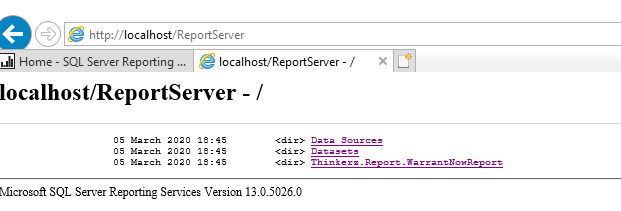 http://localhost/ReportServer
Home - SQL Server Reporting ...
localhost/ReportServer - /
localhost/ReportServer - /
05 March 2020 18:45 <dir> Data Sources
05 March 2020 18:45 <dir> Datasets
05 March 2020 18:45 <dir> Thinkers.Report.WarrantNowReport
Microsoft SQL Server Reporting Services Version 13.0.5026.0